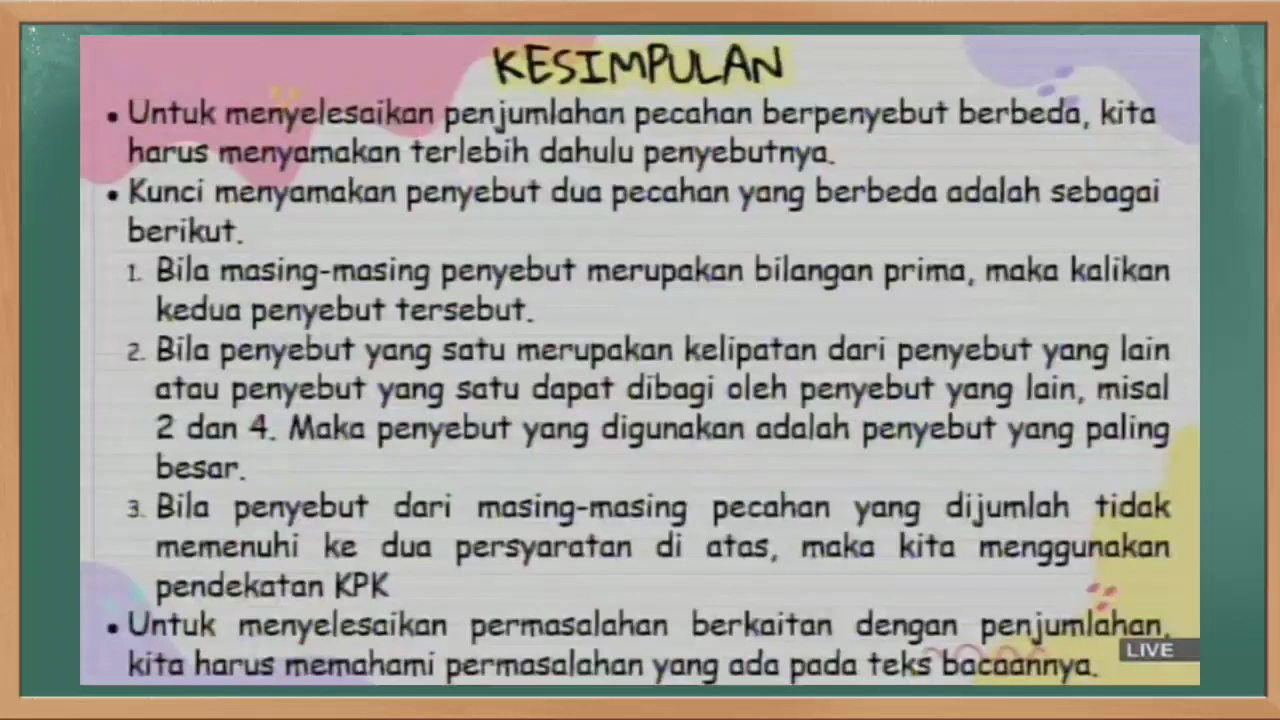 KESIMPULAN
• Untuk menyelesaikan penjumlahan pecahan berpenyebut berbeda, kita
harus menyamakan terlebih dahulu penyebutnya.
• Kunci menyamakan penyebut dua pecahan yang berbeda adalah sebagai
berikut.
1. Bila masing-masing penyebut merupakan bilangan prima, maka kalikan
kedua penyebut tersebut.
2. Bila penyebut yang satu merupakan kelipatan dari penyebut yang lain
atau penyebut yang satu dapat dibagi oleh penyebut yang lain, misal
2 dan 4. Maka penyebut yang digunakan adalah penyebut yang paling
besar.
3. Bila penyebut dari masing-masing pecahan yang dijumlah tidak
memenuhi ke dua persyaratan di atas, maka kita menggunakan
pendekatan KPK
• Untuk menyelesaikan permasalahan berkaitan dengan penjumlahan,
kita harus memahami permasalahan yang ada pada teks bacaannya.
LIVE